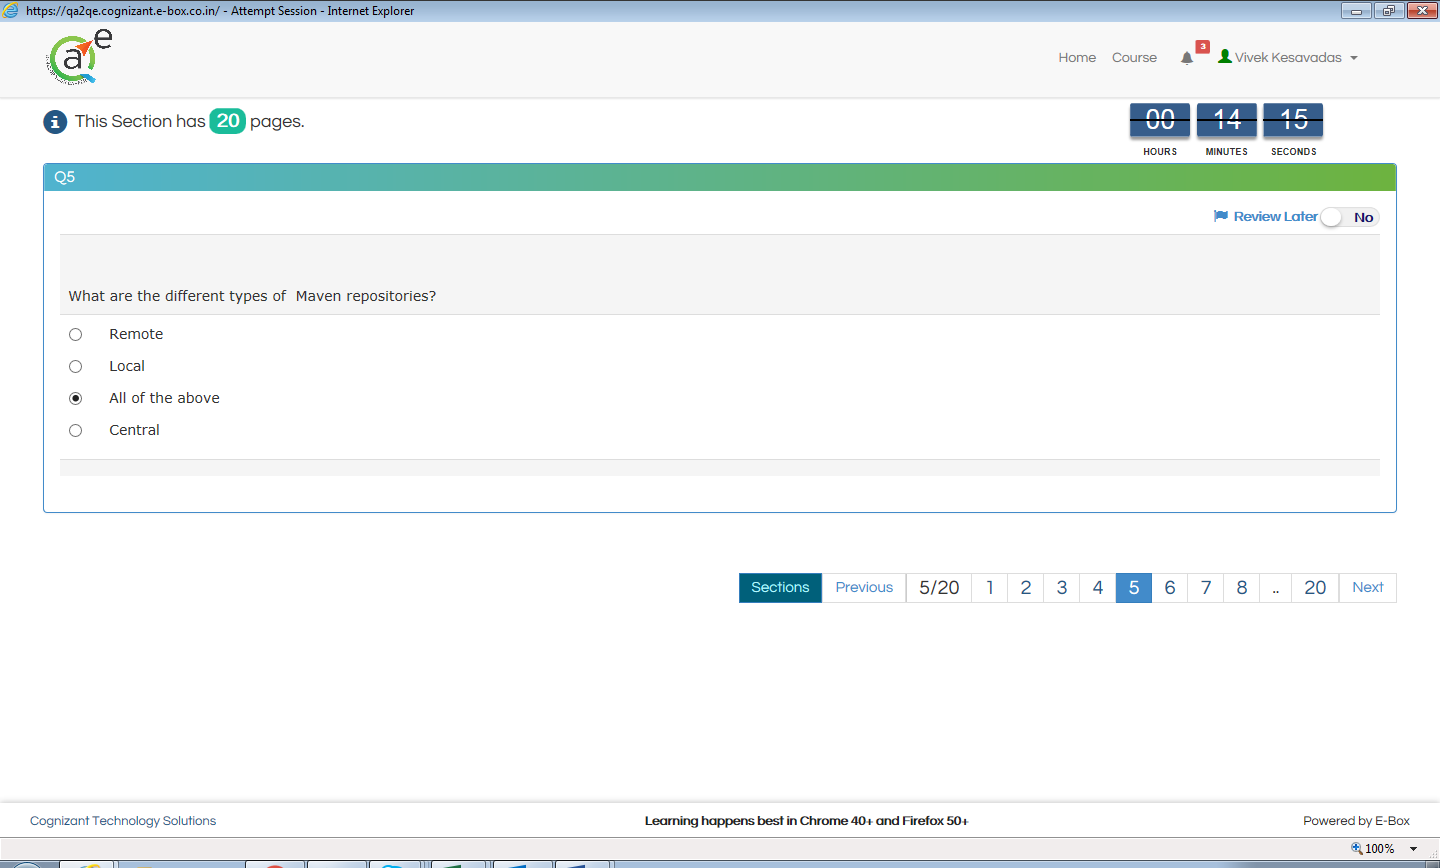 https://qa2qe.cognizant.e-box.co.in/ - Attempt Session - Internet Explorer
a e
Home Course 3 Vivek Kesavadas
i This Section has 20 pages.
00 14 15
HOURS MINUTES SECONDS
Q5
Review Later No
What are the different types of  Maven repositories?
Remote
Local
All of the above
Central
Sections Previous 5/20 1 2 3 4 5 6 7 8 .. 20 Next
Cognizant Technology Solutions Learning happens best in Chrome 40+ and Firefox 50+ Powered by E-Box
100%